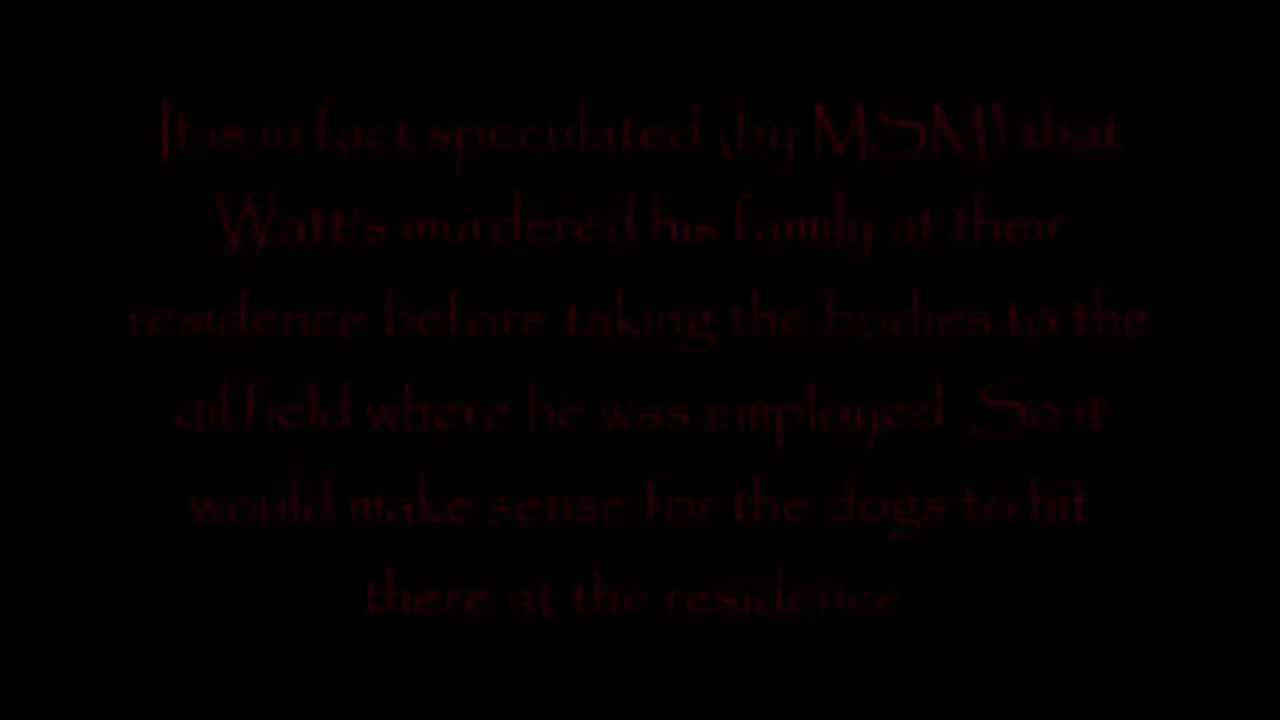 It is in fact speculated (by MSM) that
Watt's murdered his family at their
residence before taking the bodies to the
oil field where he was employed. So it
would make sense for the dogs to hit
there at the residence.